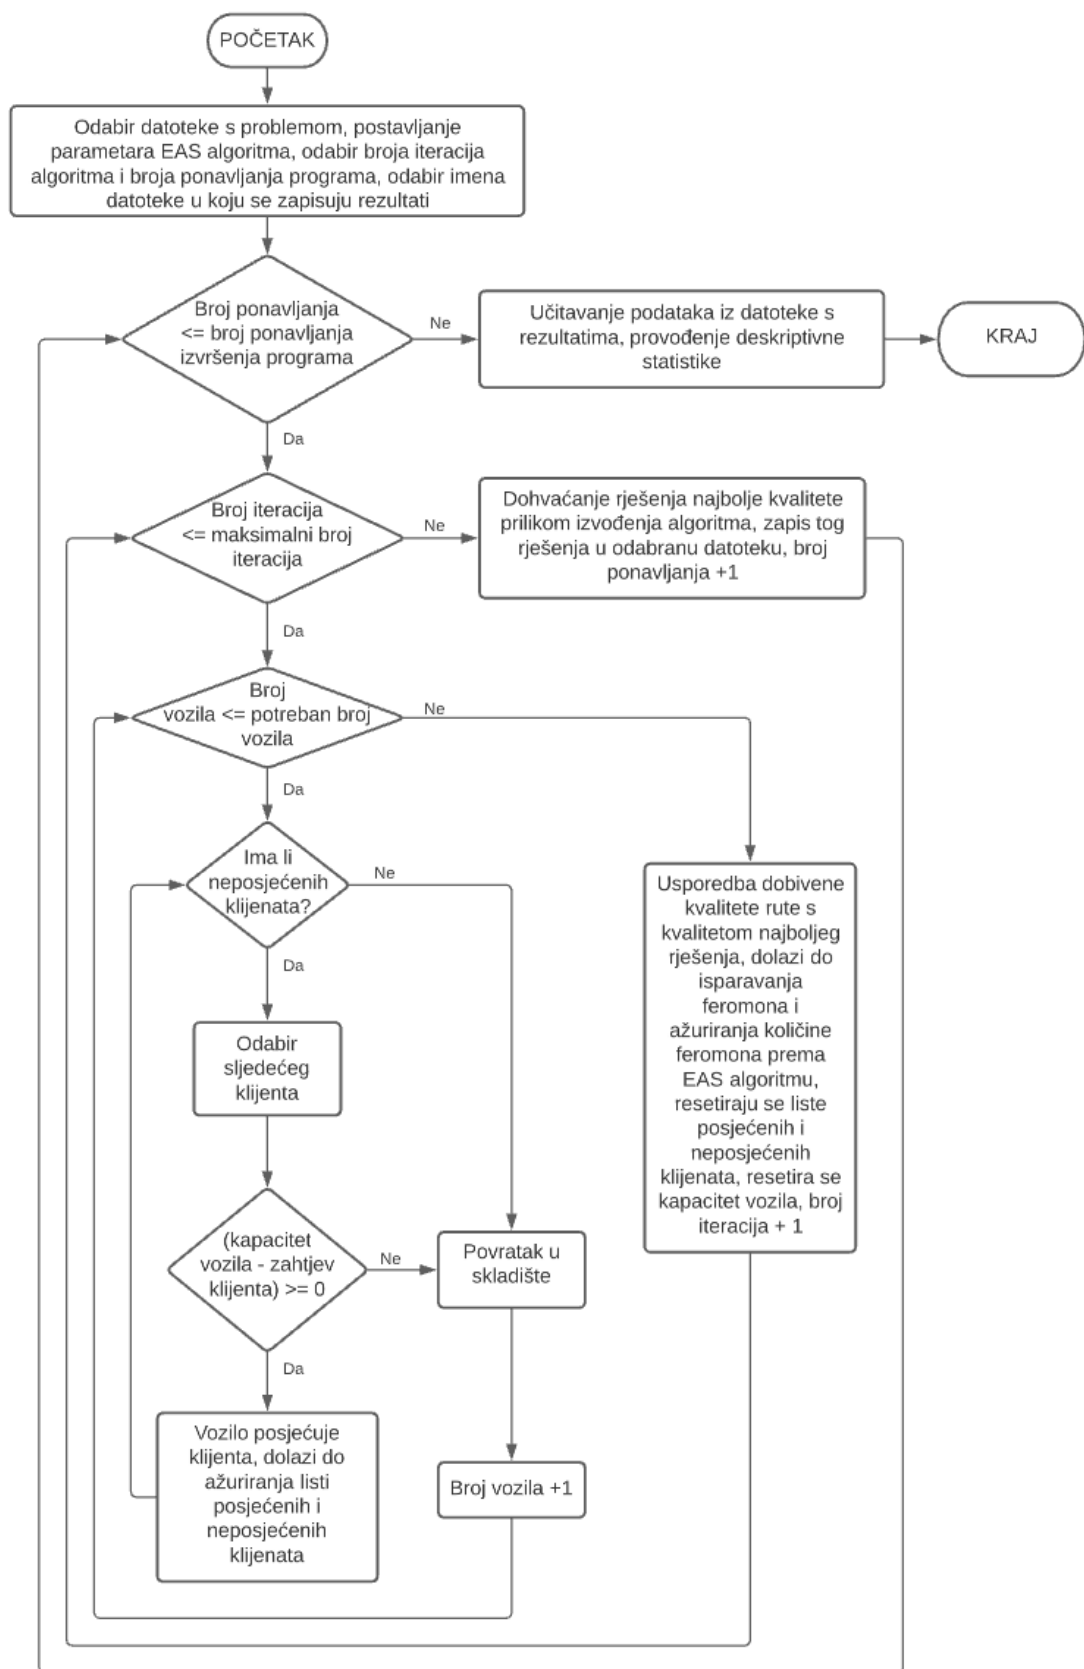 POČETAK
Odabir datoteke s problemom, postavljanje
parametara EAS algoritma, odabir broja iteracija
algoritma i broja ponavljanja programa, odabir imena
datoteke u koju se zapisuju rezultati
Broj ponavljanja
<= broj ponavljanja
izvršenja programa
Ne
Učitavanje podataka iz datoteke s
rezultatima, provođenje deskriptivne
statistike
KRAJ
Da
Broj iteracija
<= maksimalni broj
iteracija
Ne
Dohvaćanje rješenja najbolje kvalitete
prilikom izvođenja algoritma, zapis tog
rješenja u odabranu datoteku, broj
ponavljanja +1
Da
Broj
vozila <= potreban broj
vozila
Ne
Da
Ima li
neposjećenih
klijenata?
Ne
Usporedba dobivene
kvalitete rute s
kvalitetom najboljeg
rješenja, dolazi do
isparavanja
feromona i
ažuriranja količine
feromona prema
EAS algoritmu,
resetiraju se liste
posjećenih i
neposjećenih
klijenata, resetira se
kapacitet vozila, broj
iteracija + 1
Da
Odabir
sljedećeg
klijenta
(kapacitet
vozila - zahtjev
klijenta) >= 0
Ne
Povratak u
skladište
Da
Vozilo posjećuje
klijenta, dolazi do
ažuriranja listi
posjećenih i
neposjećenih
klijenata
Broj vozila +1